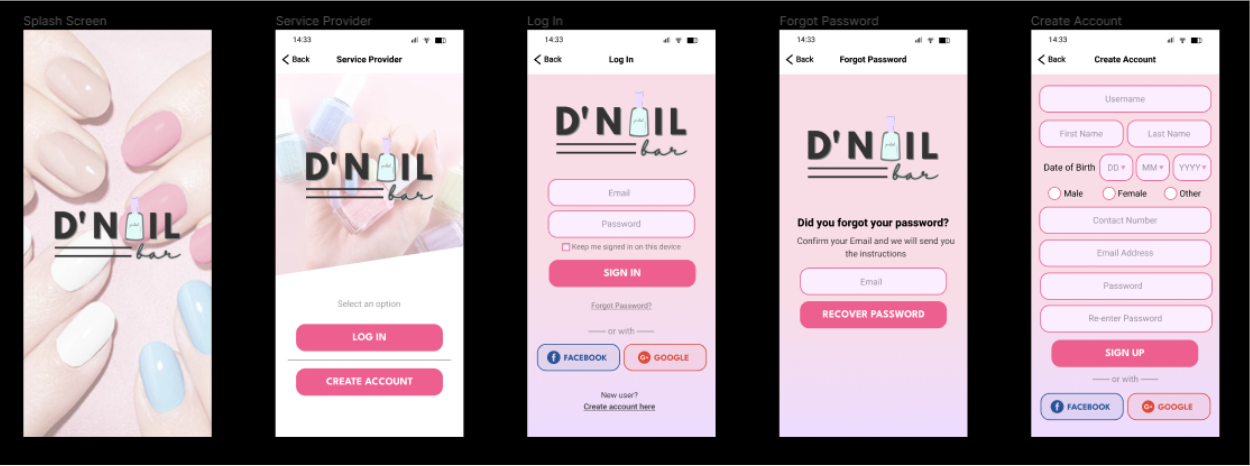 Splash Screen
D'NAIL
bar
Service Provider
14:33
Back
Service Provider
D'NAIL
bar
Select an option
LOG IN
CREATE ACCOUNT
Log In
14:33
Back
Log In
D'NAIL
bar
Email
Password
Keep me signed in on this device
SIGN IN
Forgot Password?
or with
FACEBOOK
GOOGLE
New user?
Create account here
Forgot Password
14:33
Back
Forgot Password
D'NAIL
bar
Did you forgot your password?
Confirm your Email and we will send you
the instructions
Email
RECOVER PASSWORD
Create Account
14:33
Back
Create Account
Username
First Name
Last Name
Date of Birth DD MM YYYY
Male Female Other
Contact Number
Email Address
Password
Re-enter Password
SIGN UP
or with
FACEBOOK
GOOGLE